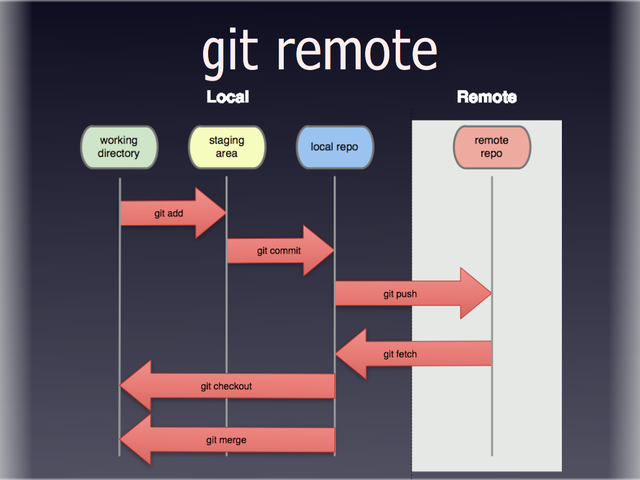 git remote
Local
Remote
working
directory
staging
area
local repo
remote
repo
git add
git commit
git push
git fetch
git checkout
git merge